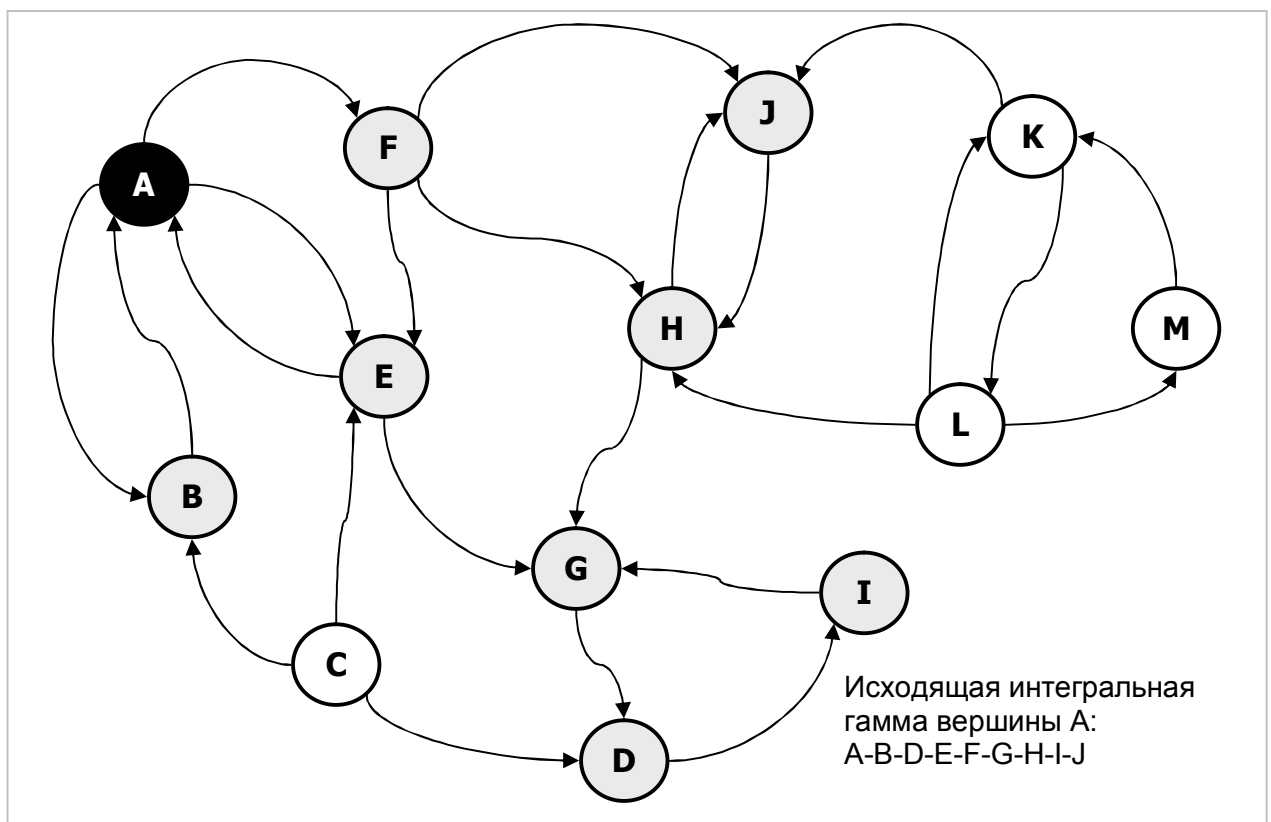 J
K
F
A
H
M
E
L
B
G
I
C
D
Исходящая интегральная
гамма вершины А:
A-B-D-E-F-G-H-I-J